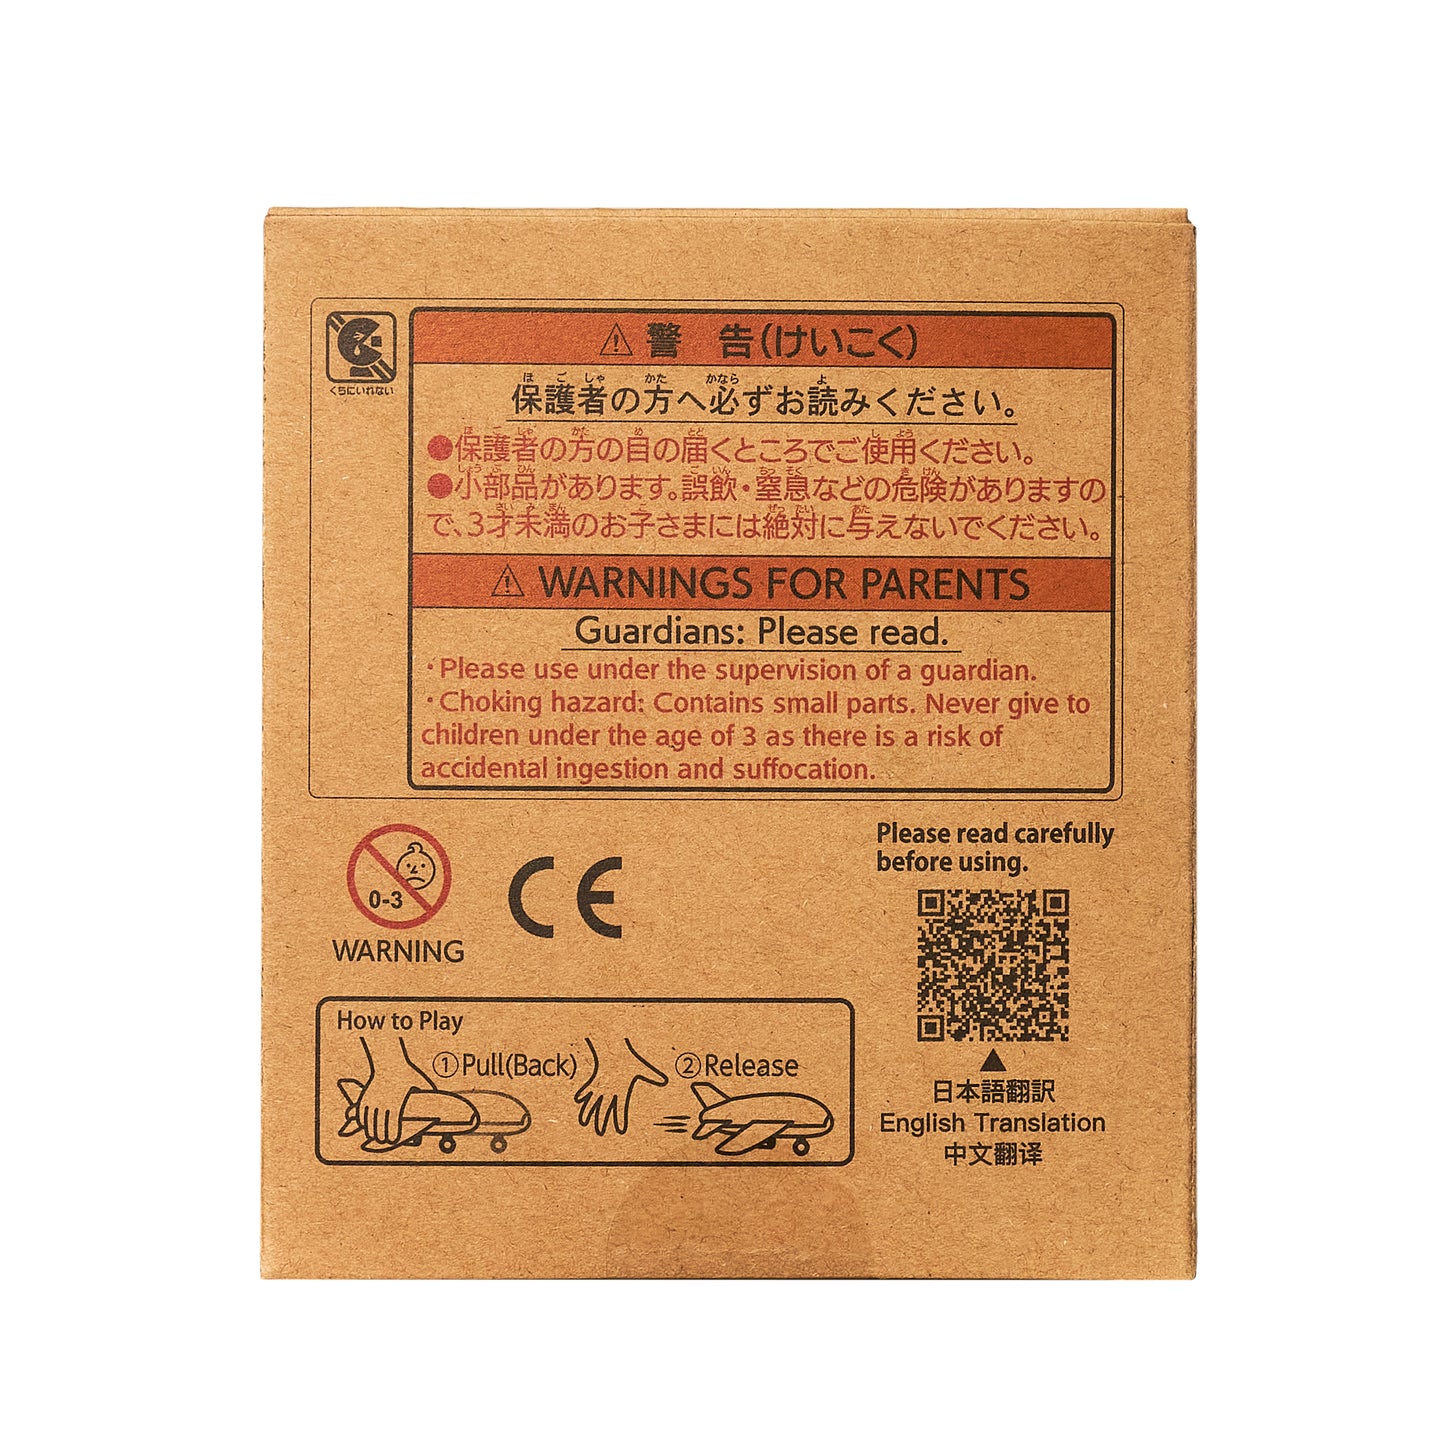 くちにいれない
⚠警 告(けいこく)
保護者の方へ必ずお読みください。
●保護者の方の目の届くところでご使用ください。
●小部品があります。誤飲・窒息などの危険がありますの
で、3才未満のお子さまには絶対に与えないでください。
⚠ WARNINGS FOR PARENTS
Guardians: Please read.
・Please use under the supervision of a guardian.
・Choking hazard: Contains small parts. Never give to
children under the age of 3 as there is a risk of
accidental ingestion and suffocation.
0-3
WARNING
CE
Please read carefully
before using.
日本語翻訳
English Translation
中文翻译
How to Play
①Pull(Back)
②Release